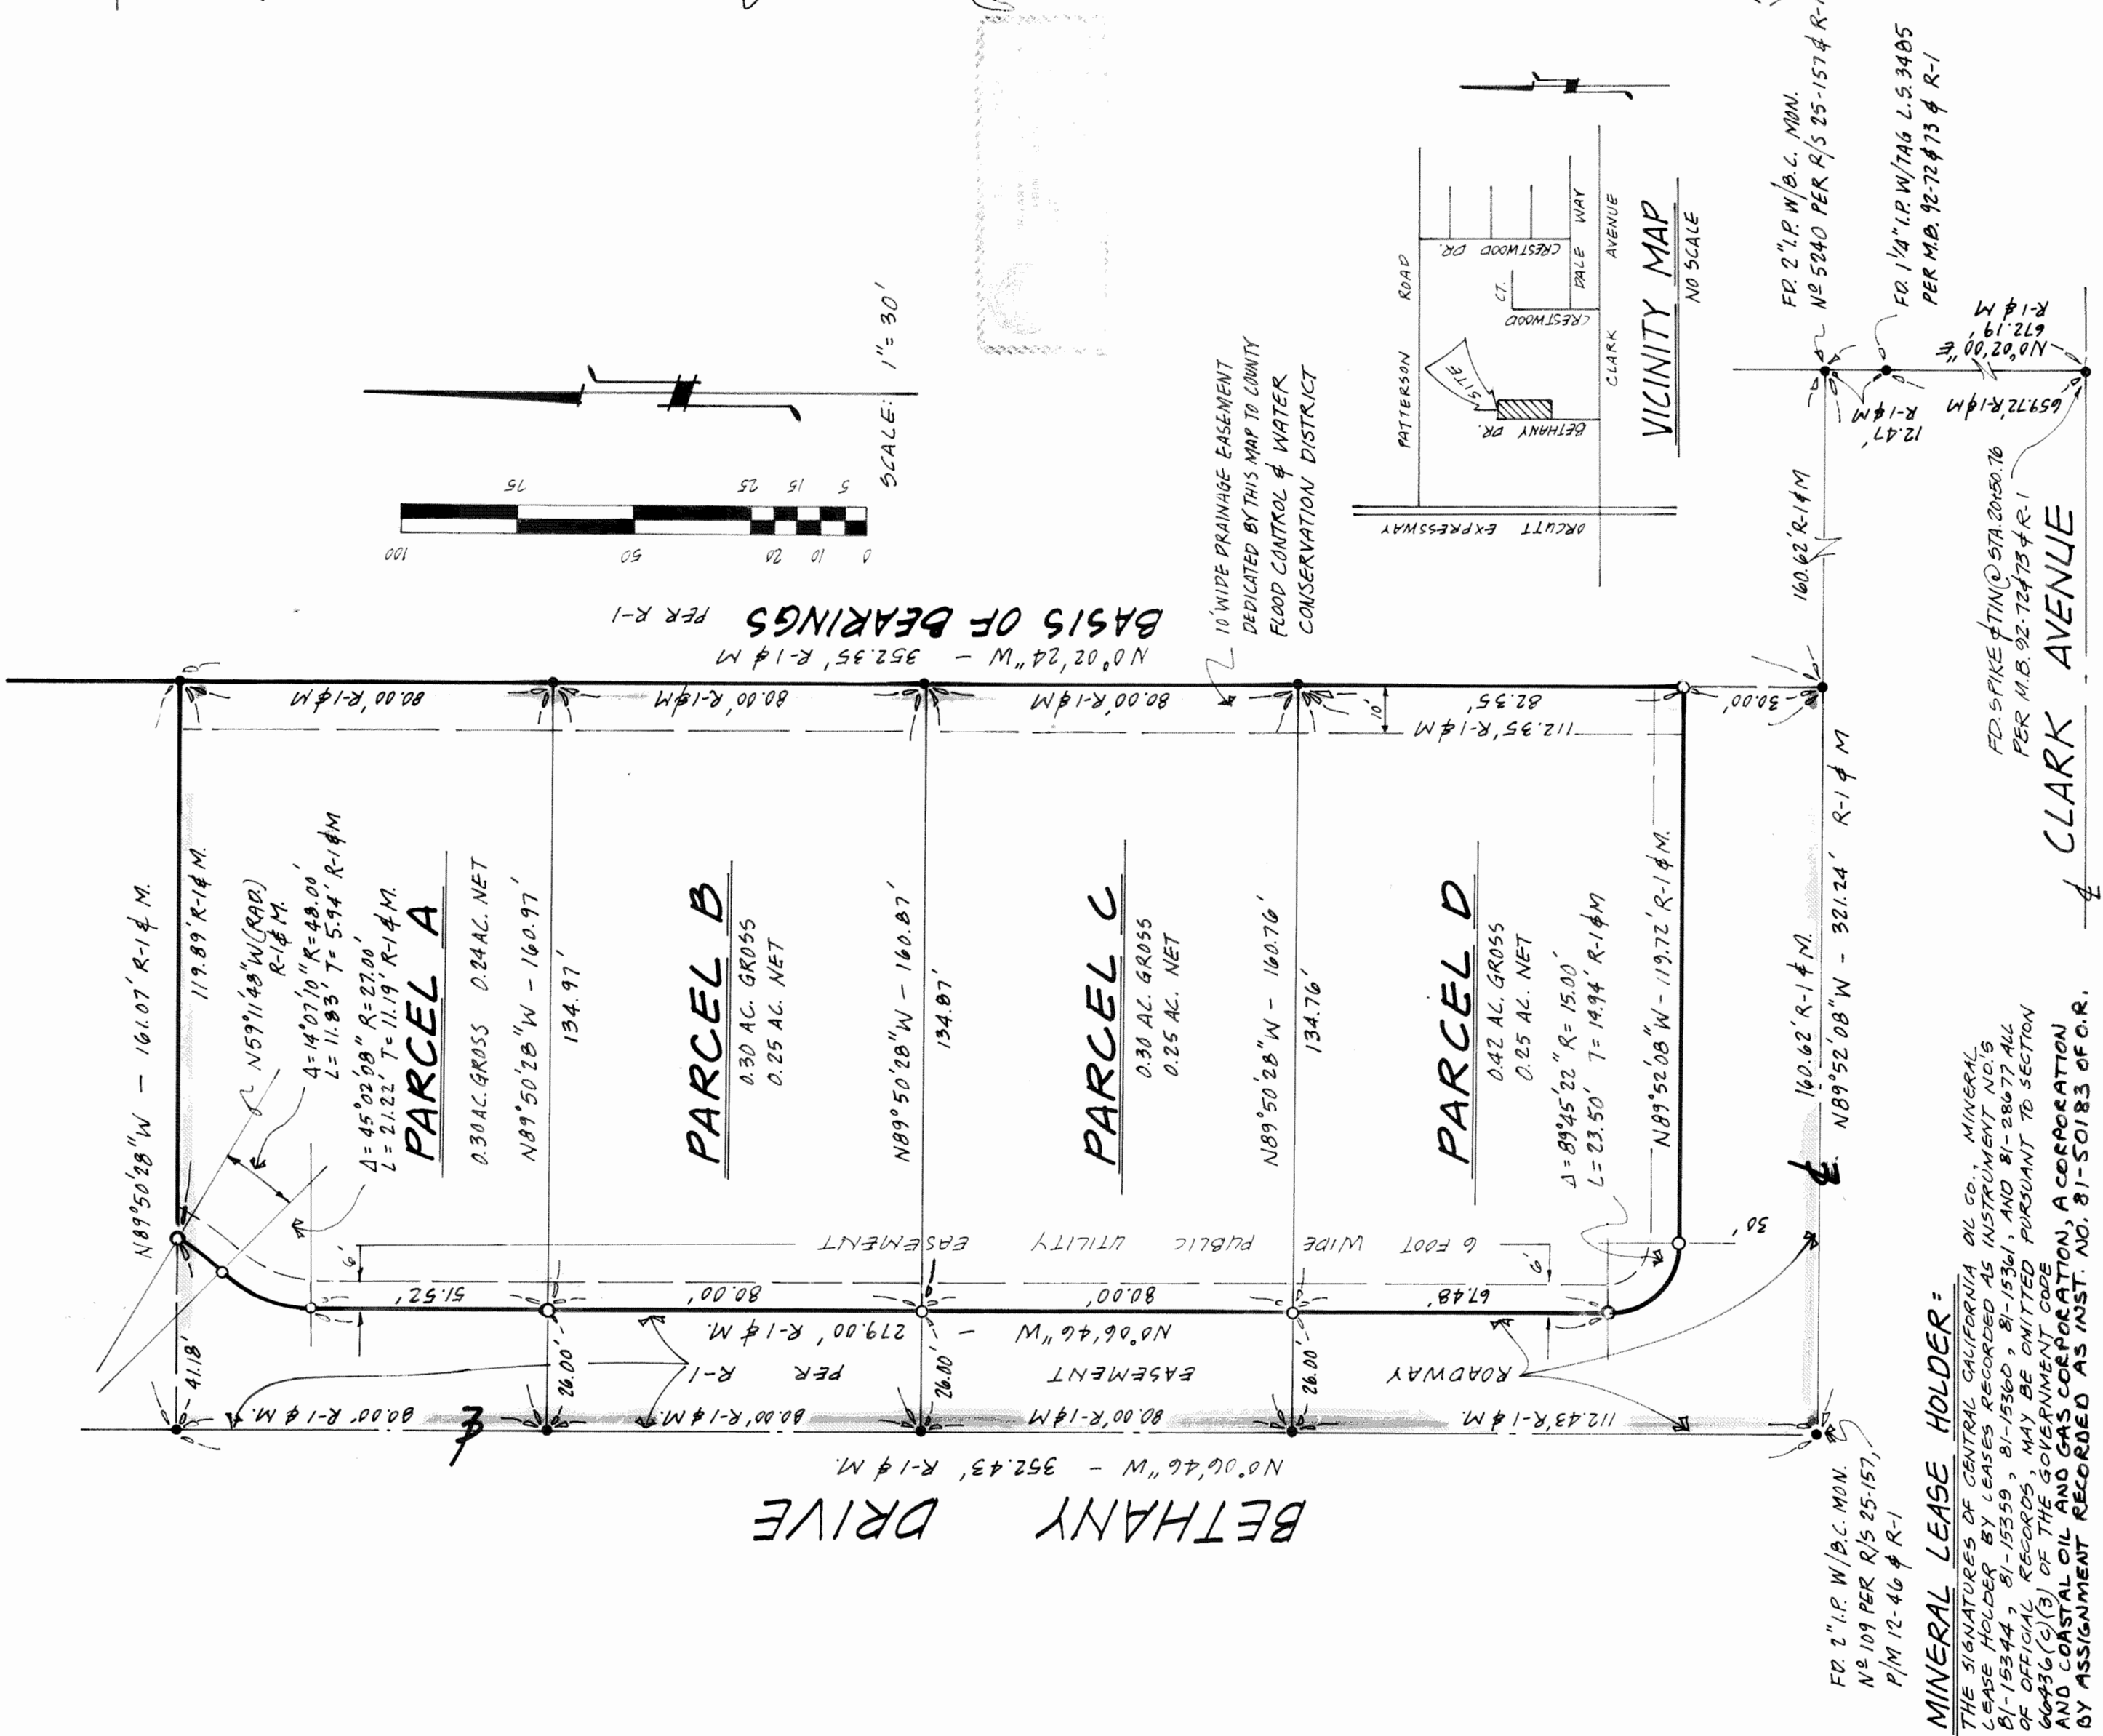 BETHANY DRIVE
N0°06'46"W – 352.43' R-1 & M.
80.00' R-1 & M.
80.00' R-1 & M.
80.00' R-1 & M
112.43' R-1 & M.
ROADWAY EASEMENT PER R-1
N0°06'46"W – 279.00' R-1 & M.
41.18'
26.00'
26.00'
26.00'
51.52'
80.00'
80.00'
67.48'
6'
6'
6 FOOT WIDE PUBLIC UTILITY EASEMENT
N89°50'28"W – 161.07' R-1 & M.
119.89' R-1 & M.
N59°11'48"W (RAD.)
R-1 & M.
Δ=14°07'10" R=48.00'
L=11.83' T=5.94' R-1 & M
Δ=45°02'08" R=27.00'
L=21.22' T=11.19' R-1 & M.
PARCEL A
0.30 AC. GROSS 0.24 AC. NET
N89°50'28"W – 160.97'
134.97'
PARCEL B
0.30 AC. GROSS
0.25 AC. NET
N89°50'28"W – 160.87'
134.87'
PARCEL C
0.30 AC. GROSS
0.25 AC. NET
N89°50'28"W – 160.76'
134.76'
PARCEL D
0.42 AC. GROSS
0.25 AC. NET
Δ=89°45'22" R=15.00'
L=23.50' T=14.94' R-1 & M
N89°52'08"W – 119.72' R-1 & M.
30'
160.62' R-1 & M.
N89°52'08"W – 321.24' R-1 & M
80.00' R-1 & M
80.00' R-1 & M
80.00' R-1 & M
82.35'
112.35' R-1 & M
10'
30.00'
N0°02'24"W – 352.35' R-1 & M
BASIS OF BEARINGS PER R-1
10' WIDE DRAINAGE EASEMENT
DEDICATED BY THIS MAP TO COUNTY
FLOOD CONTROL & WATER
CONSERVATION DISTRICT
100 50 20 10 0
75 25 15 5
SCALE: 1"=30'
ORCUTT EXPRESSWAY
PATTERSON ROAD
BETHANY DR.
SITE
CRESTWOOD
CT.
CRESTWOOD DR.
DALE WAY
CLARK AVENUE
VICINITY MAP
NO SCALE
160.62' R-1 & M
12.47'
R-1 & M
659.72' R-1 & M
N0°02'00"E
672.19'
R-1 & M
FD. 2" I.P. W/B.C. MON.
Nº 5240 PER R/S 25-157 & R-1
FD. 1¼" I.P. W/TAG L.S. 3485
PER M.B. 92-72 & 73 & R-1
FD. SPIKE & TIN @ STA. 20+50.76
PER M.B. 92-72 & 73 & R-1
CLARK AVENUE
FD. 2" I.P. W/B.C. MON.
Nº 109 PER R/S 25-157,
P/M 12-46 & R-1
MINERAL LEASE HOLDER:
THE SIGNATURES OF CENTRAL CALIFORNIA OIL CO., MINERAL
LEASE HOLDER BY LEASES RECORDED AS INSTRUMENT NO.'S
81-15344, 81-15359, 81-15360, 81-15361, AND 81-28677 ALL
OF OFFICIAL RECORDS, MAY BE OMITTED PURSUANT TO SECTION
66436(c)(3) OF THE GOVERNMENT CODE
AND COASTAL OIL AND GAS CORPORATION, A CORPORATION
BY ASSIGNMENT RECORDED AS INST. NO. 81-50183 OF O.R.